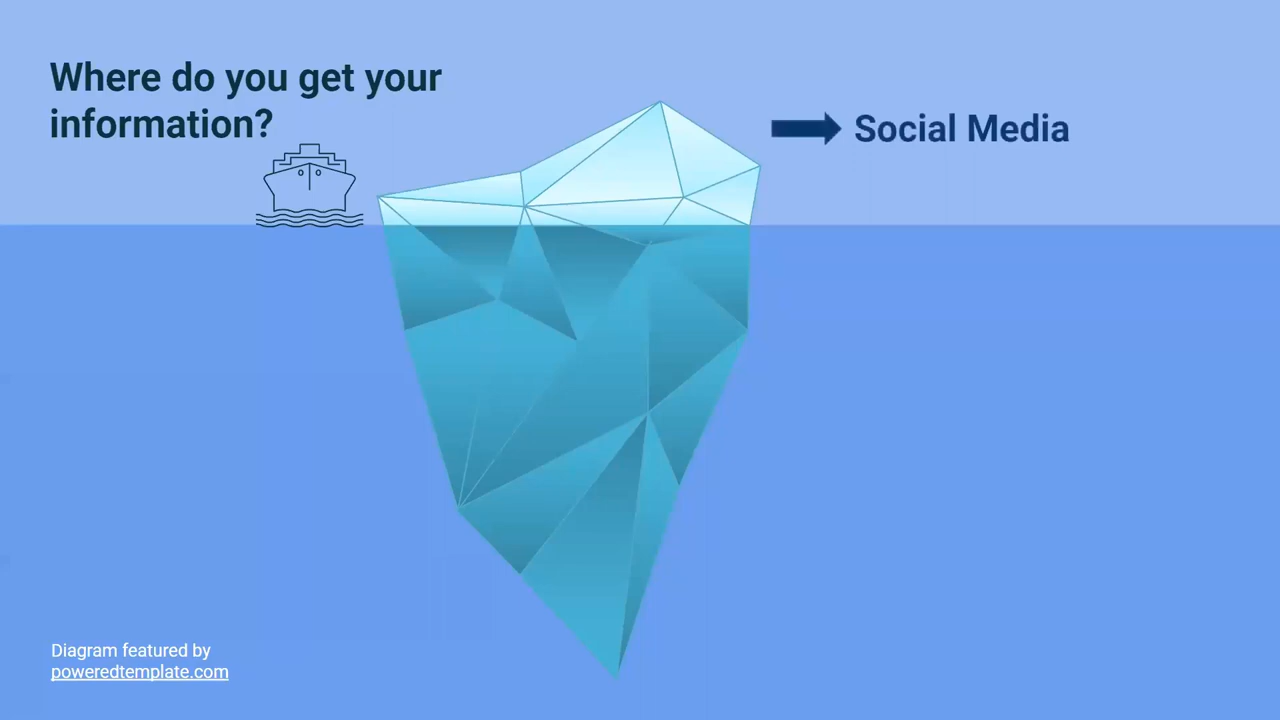 Where do you get your
information?
Social Media
Diagram featured by
poweredtemplate.com